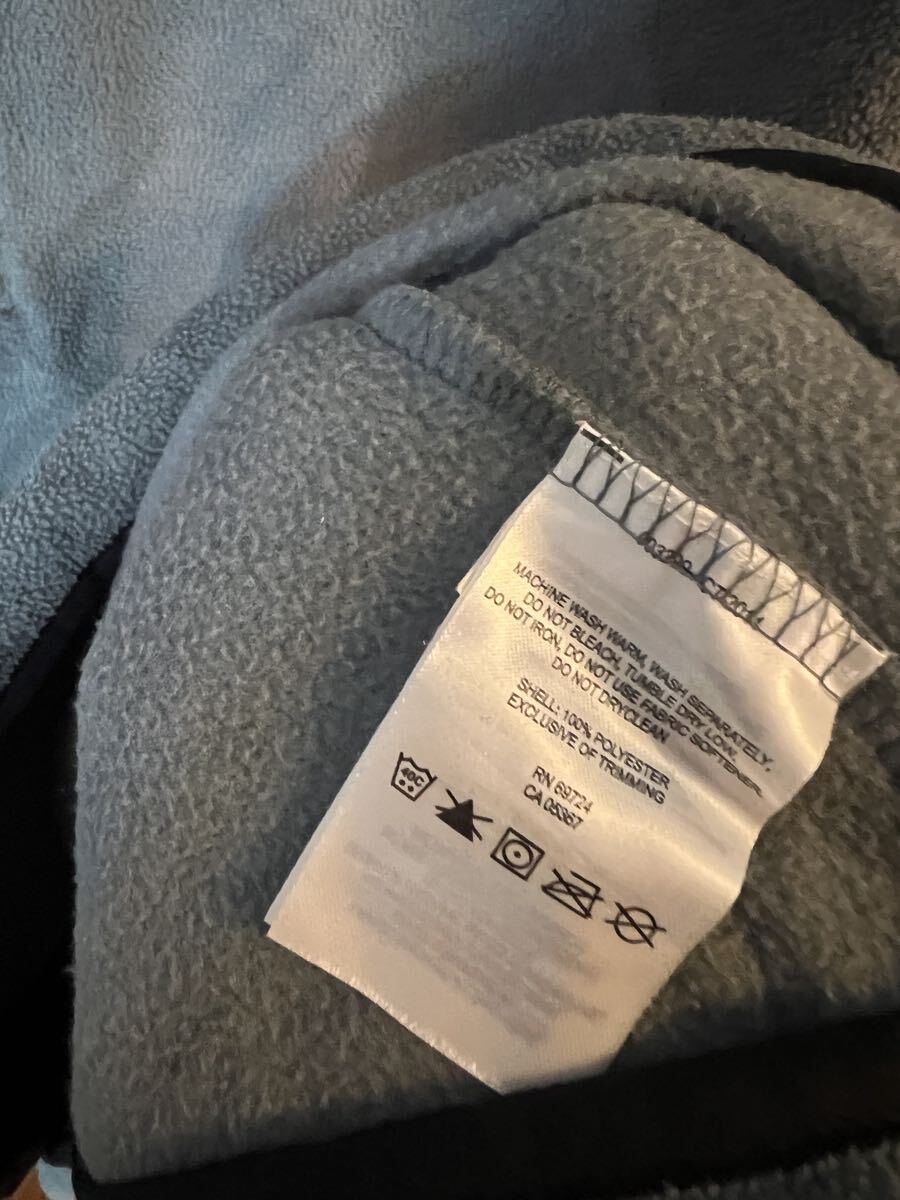 MACHINE WASH WARM, WASH SEPARATELY,
DO NOT BLEACH, TUMBLE DRY LOW,
DO NOT IRON, DO NOT USE FABRIC SOFTENER,
DO NOT DRYCLEAN
SHELL: 100% POLYESTER
EXCLUSIVE OF TRIMMING
RN 69724
CA 05367
40C